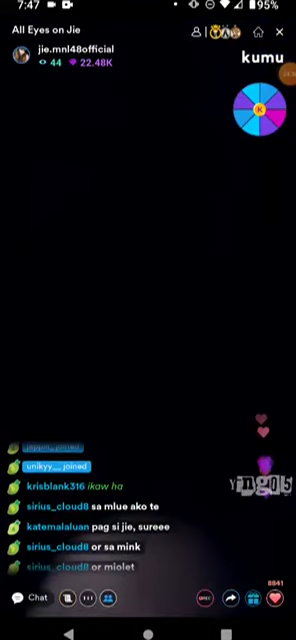 7:47
95%
All Eyes on Jie
jie.mnl48official
44 22.48K
kumu
K
unikyy__ joined
krisblank316 ikaw ha
sirius_cloud8 sa mlue ako te
katemalaluan pag si jie, sureee
sirius_cloud8 or sa mink
sirius_cloud8 or miolet
8841
Chat